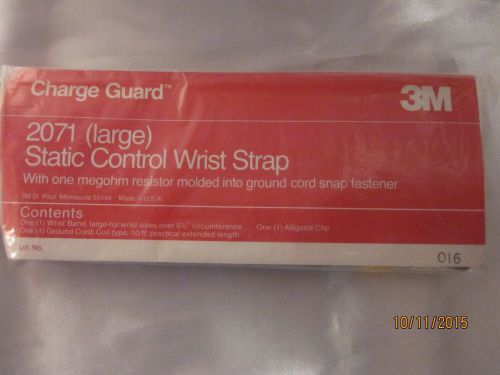 Charge Guard™
3M
2071 (large)
Static Control Wrist Strap
With one megohm resistor molded into ground cord snap fastener
3M St. Paul, Minnesota 55144 Made in U.S.A.
Contents
One (1) Wrist Band, large-for wrist sizes over 6¾" circumference One (1) Alligator Clip
One (1) Ground Cord, Coil type, 10 ft. practical extended length
Lot. No.
016
10/11/2015